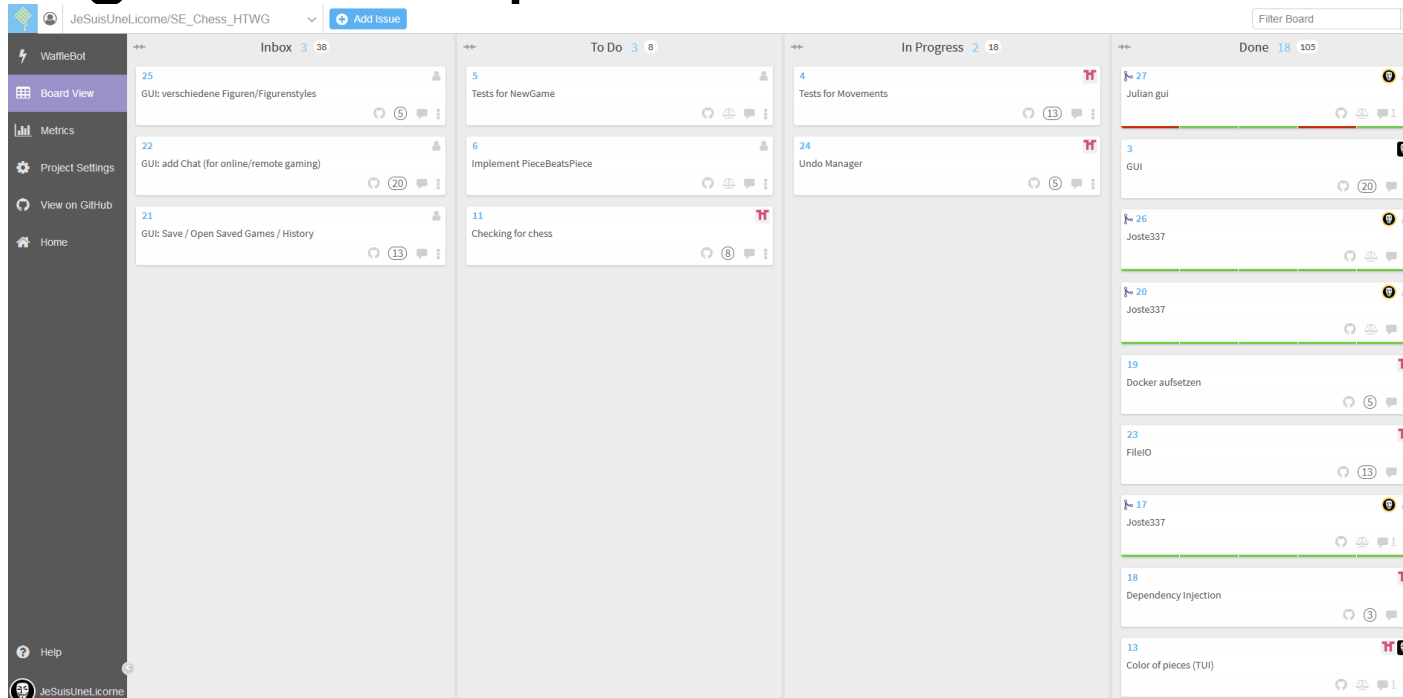 JeSuisUneLicorne/SE_Chess_HTWG
Add Issue
Filter Board
WaffleBot
Board View
Metrics
Project Settings
View on GitHub
Home
Help
JeSuisUneLicorne
Inbox 3 38
25
GUI: verschiedene Figuren/Figurenstyles
5
22
GUI: add Chat (for online/remote gaming)
20
21
GUI: Save / Open Saved Games / History
13
To Do 3 8
5
Tests for NewGame
6
Implement PieceBeatsPiece
11
Checking for chess
8
In Progress 2 18
4
Tests for Movements
13
24
Undo Manager
5
Done 18 105
27
Julian gui
1
3
GUI
20
26
Joste337
20
Joste337
19
Docker aufsetzen
5
23
FileIO
13
17
Joste337
1
18
Dependency Injection
3
13
Color of pieces (TUI)
1